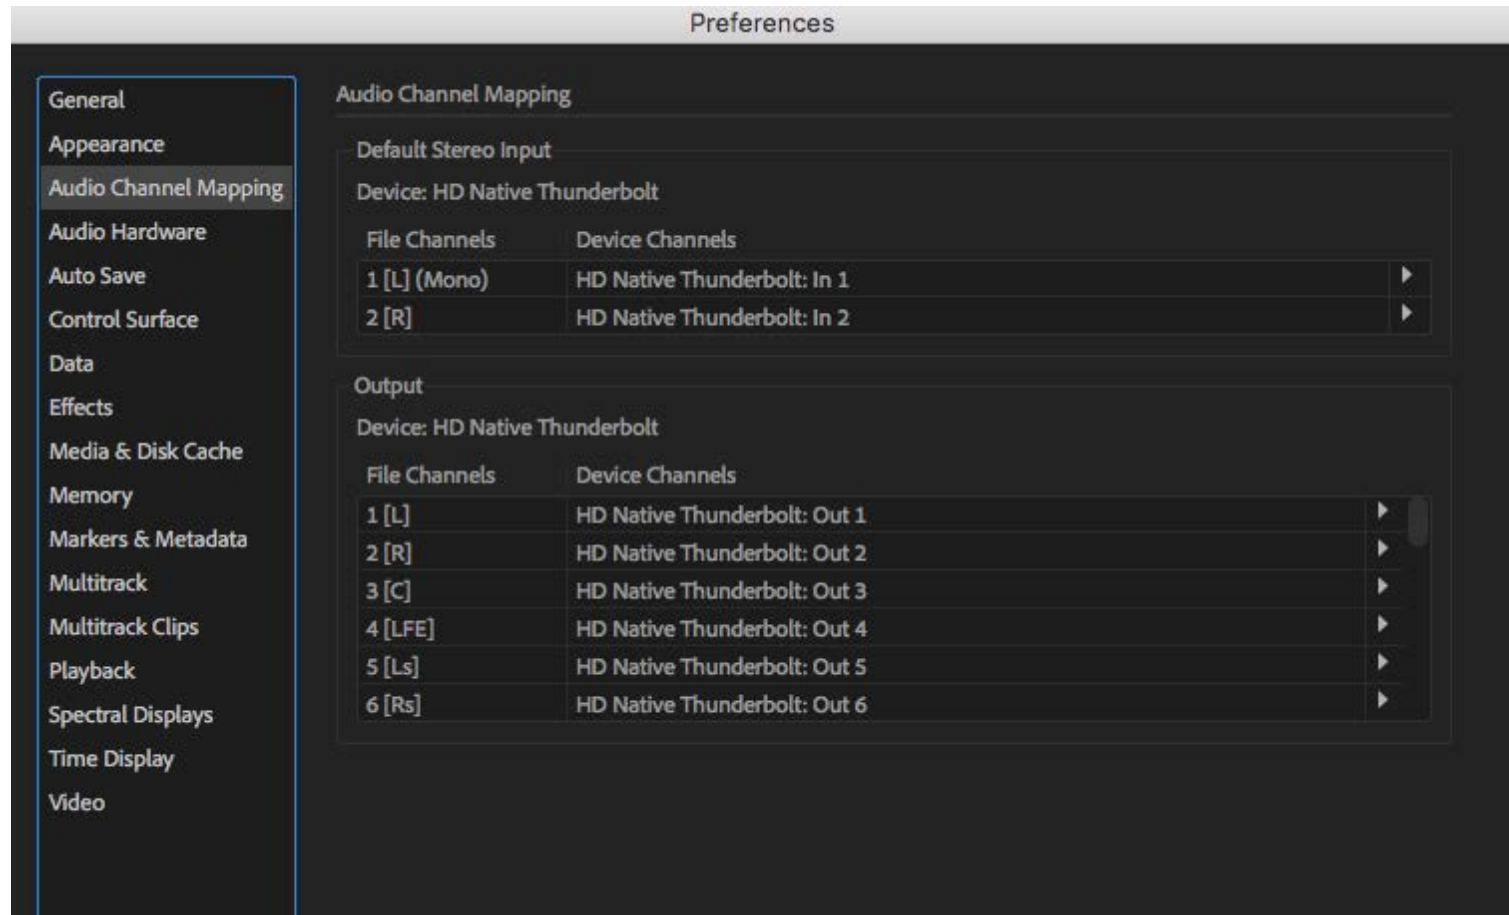 Preferences
General
Appearance
Audio Channel Mapping
Audio Hardware
Auto Save
Control Surface
Data
Effects
Media & Disk Cache
Memory
Markers & Metadata
Multitrack
Multitrack Clips
Playback
Spectral Displays
Time Display
Video
Audio Channel Mapping
Default Stereo Input
Device: HD Native Thunderbolt
File Channels Device Channels
1 [L] (Mono) HD Native Thunderbolt: In 1
2 [R] HD Native Thunderbolt: In 2
Output
Device: HD Native Thunderbolt
File Channels Device Channels
1 [L] HD Native Thunderbolt: Out 1
2 [R] HD Native Thunderbolt: Out 2
3 [C] HD Native Thunderbolt: Out 3
4 [LFE] HD Native Thunderbolt: Out 4
5 [Ls] HD Native Thunderbolt: Out 5
6 [Rs] HD Native Thunderbolt: Out 6